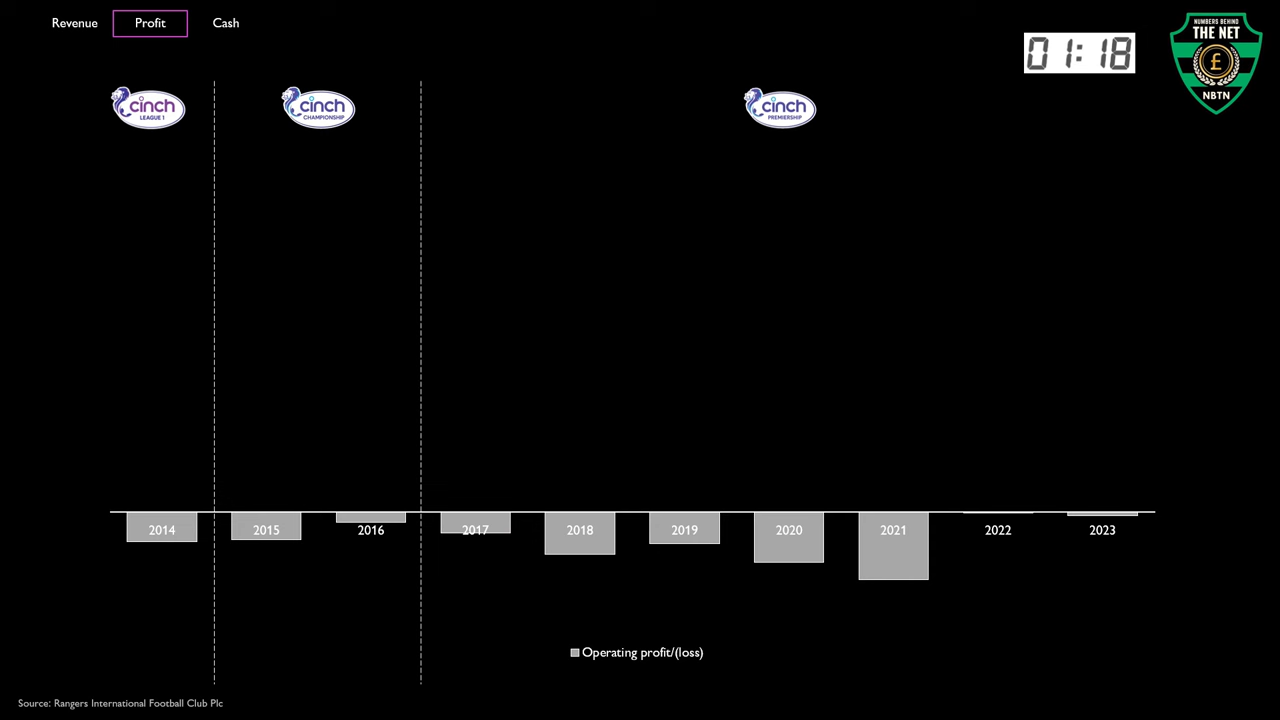 Revenue Profit Cash
01:18
NUMBERS BEHIND
THE NET
£
NBTN
cinch
LEAGUE 1
cinch
CHAMPIONSHIP
cinch
PREMIERSHIP
2014 2015 2016 2017 2018 2019 2020 2021 2022 2023
Operating profit/(loss)
Source: Rangers International Football Club Plc